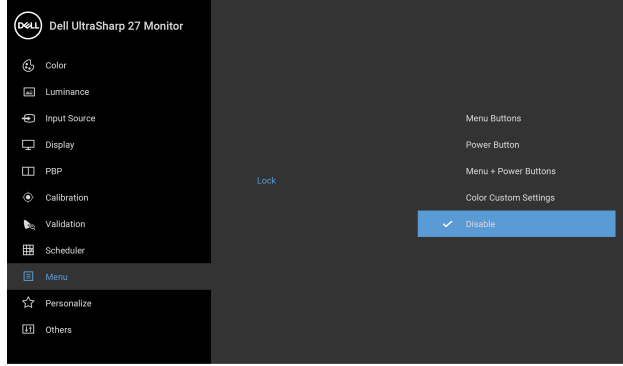 DELL
Dell UltraSharp 27 Monitor
Color
Luminance
Input Source
Display
PBP
Calibration
Validation
Scheduler
Menu
Personalize
Others
Lock
Menu Buttons
Power Button
Menu + Power Buttons
Color Custom Settings
Disable